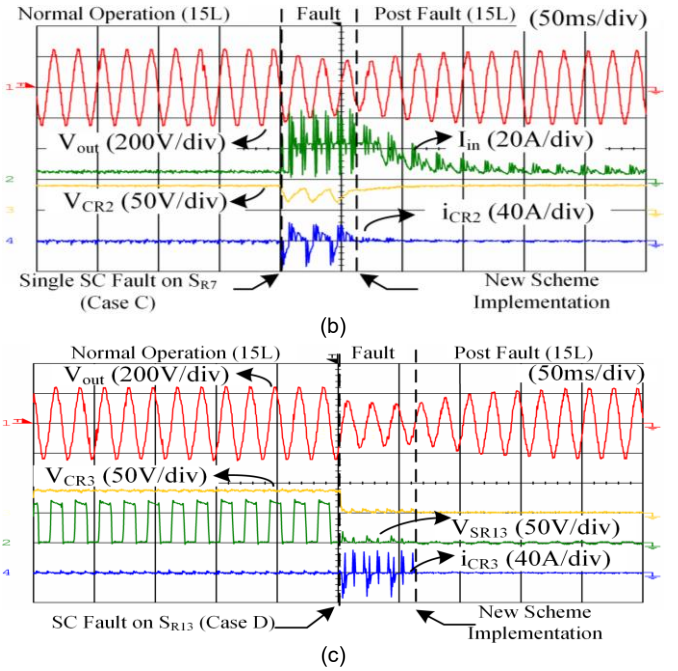 Normal Operation (15L) Fault Post Fault (15L)
(50ms/div)
1
V_out (200V/div) I_in (20A/div)
2
V_CR2 (50V/div)
3
i_CR2 (40A/div)
4
Single SC Fault on S_R7
(Case C)
New Scheme
Implementation
(b)
Normal Operation (15L) Fault Post Fault (15L)
V_out (200V/div) (50ms/div)
1
V_CR3 (50V/div)
V_SR13 (50V/div)
2
i_CR3 (40A/div)
4
SC Fault on S_R13 (Case D)
New Scheme
Implementation
(c)